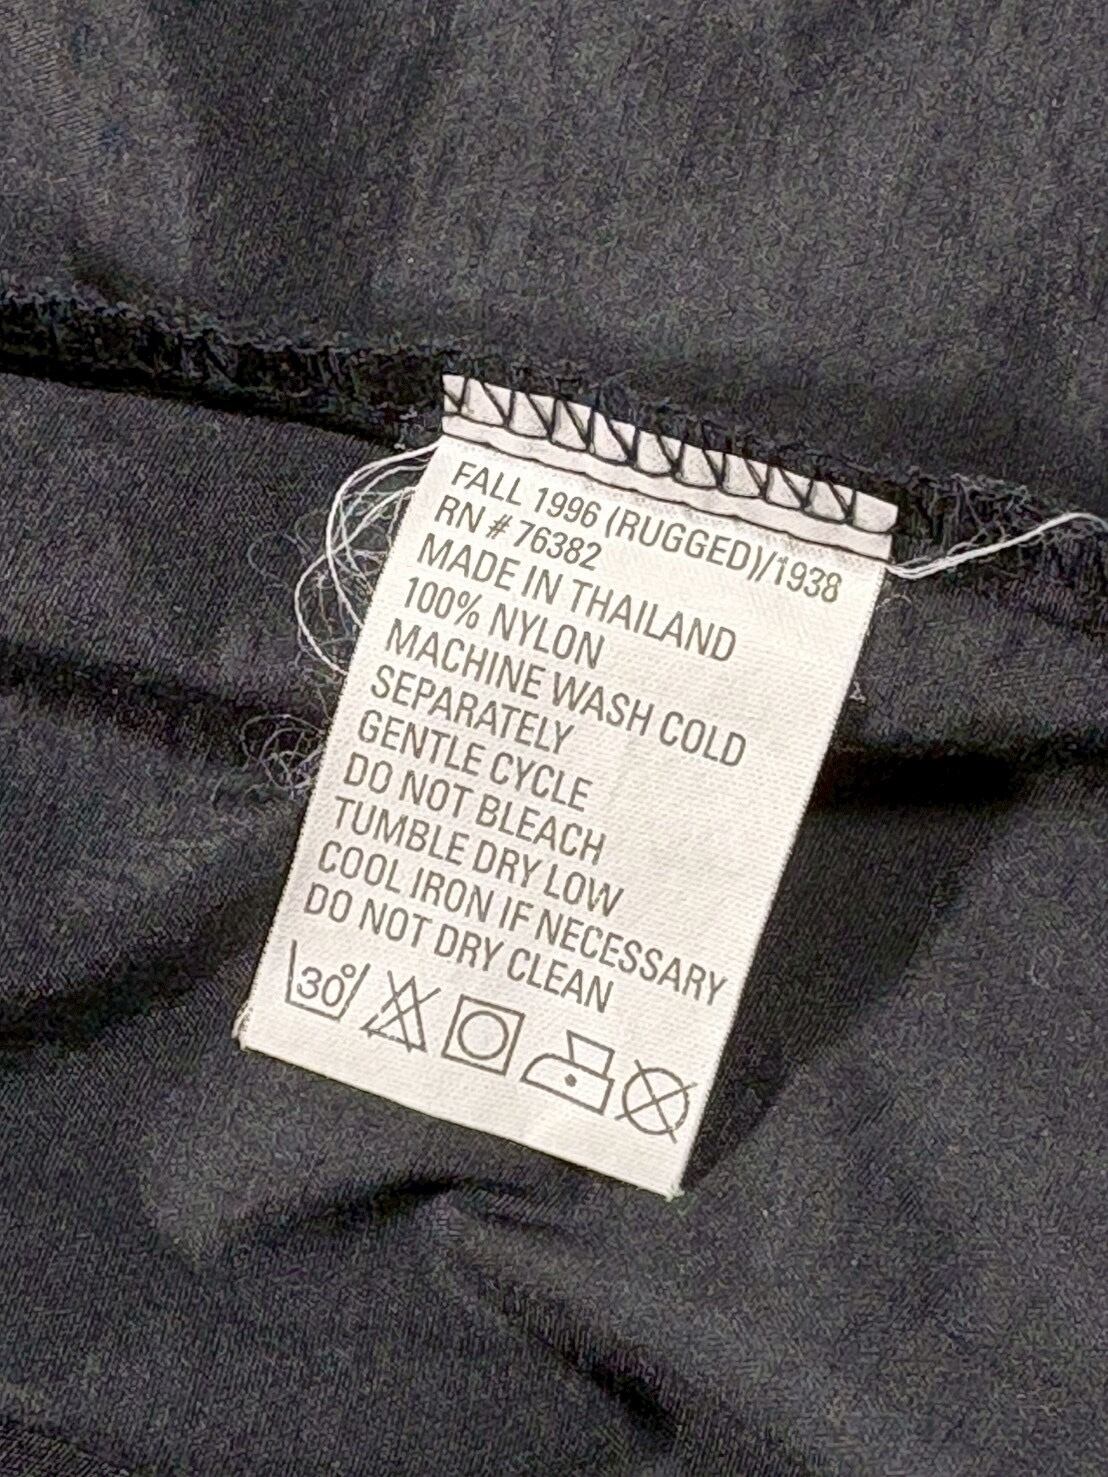 FALL 1996 (RUGGED)/1938
RN # 76382
MADE IN THAILAND
100% NYLON
MACHINE WASH COLD
SEPARATELY
GENTLE CYCLE
DO NOT BLEACH
TUMBLE DRY LOW
COOL IRON IF NECESSARY
DO NOT DRY CLEAN
30°